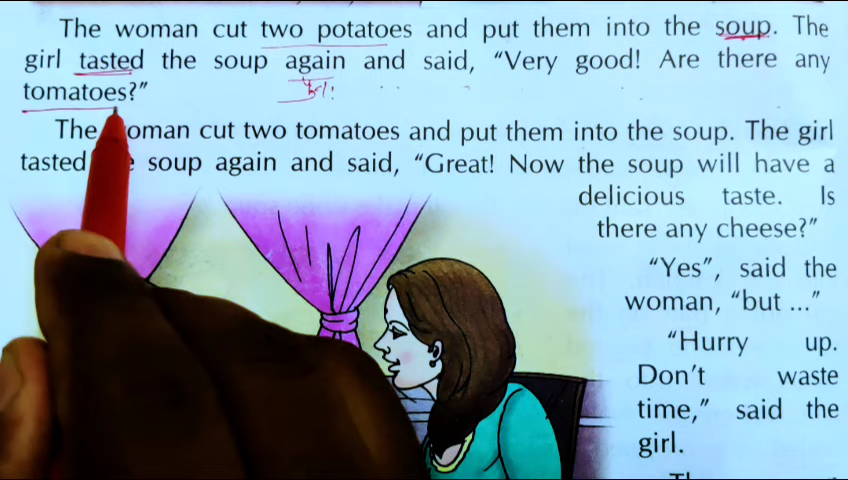 The woman cut two potatoes and put them into the soup. The
girl tasted the soup again and said, “Very good! Are there any
tomatoes?”
The woman cut two tomatoes and put them into the soup. The girl
tasted soup again and said, “Great! Now the soup will have a
delicious taste. Is
there any cheese?”
“Yes”, said the
woman, “but ...”
“Hurry up.
Don’t waste
time,” said the
girl.